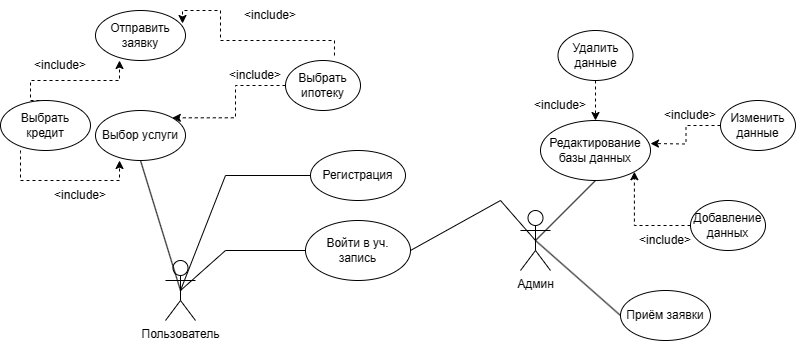 Отправить
заявку
<include>
<include>
Выбрать
кредит
Выбрать
ипотеку
<include>
Выбор услуги
<include>
Регистрация
Войти в уч.
запись
Пользователь
Удалить
данные
<include>
Редактирование
базы данных
<include>
Изменить
данные
Добавление
данных
<include>
Админ
Приём заявки